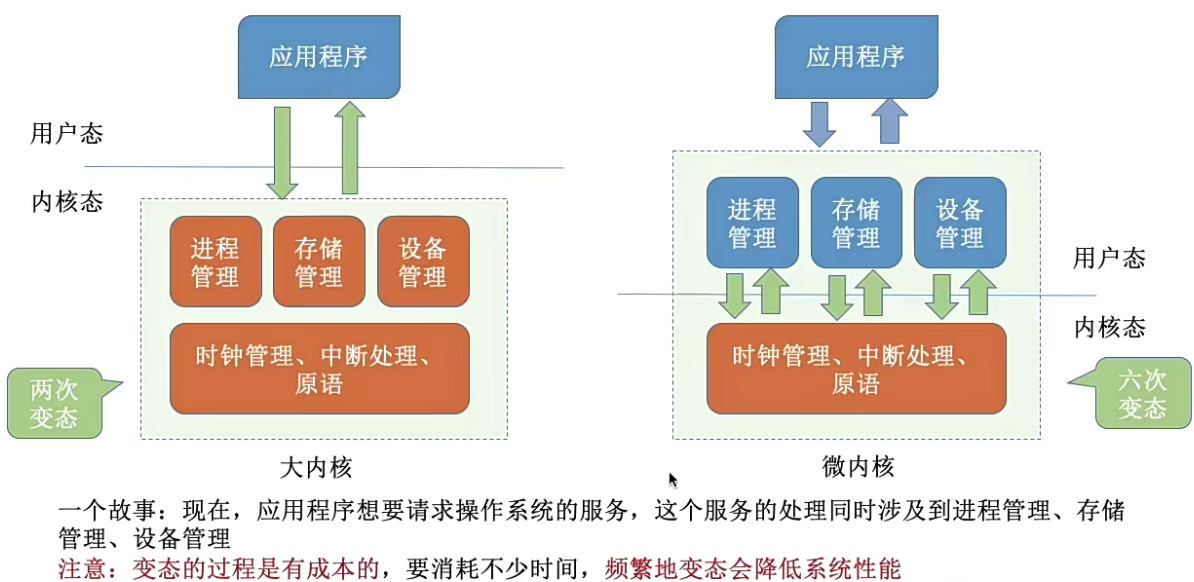 应用程序
用户态
内核态
进程
管理
存储
管理
设备
管理
时钟管理、中断处理、
原语
两次
变态
大内核
应用程序
进程
管理
存储
管理
设备
管理
用户态
内核态
时钟管理、中断处理、
原语
六次
变态
微内核
一个故事：现在，应用程序想要请求操作系统的服务，这个服务的处理同时涉及到进程管理、存储
管理、设备管理
注意：变态的过程是有成本的，要消耗不少时间，频繁地变态会降低系统性能